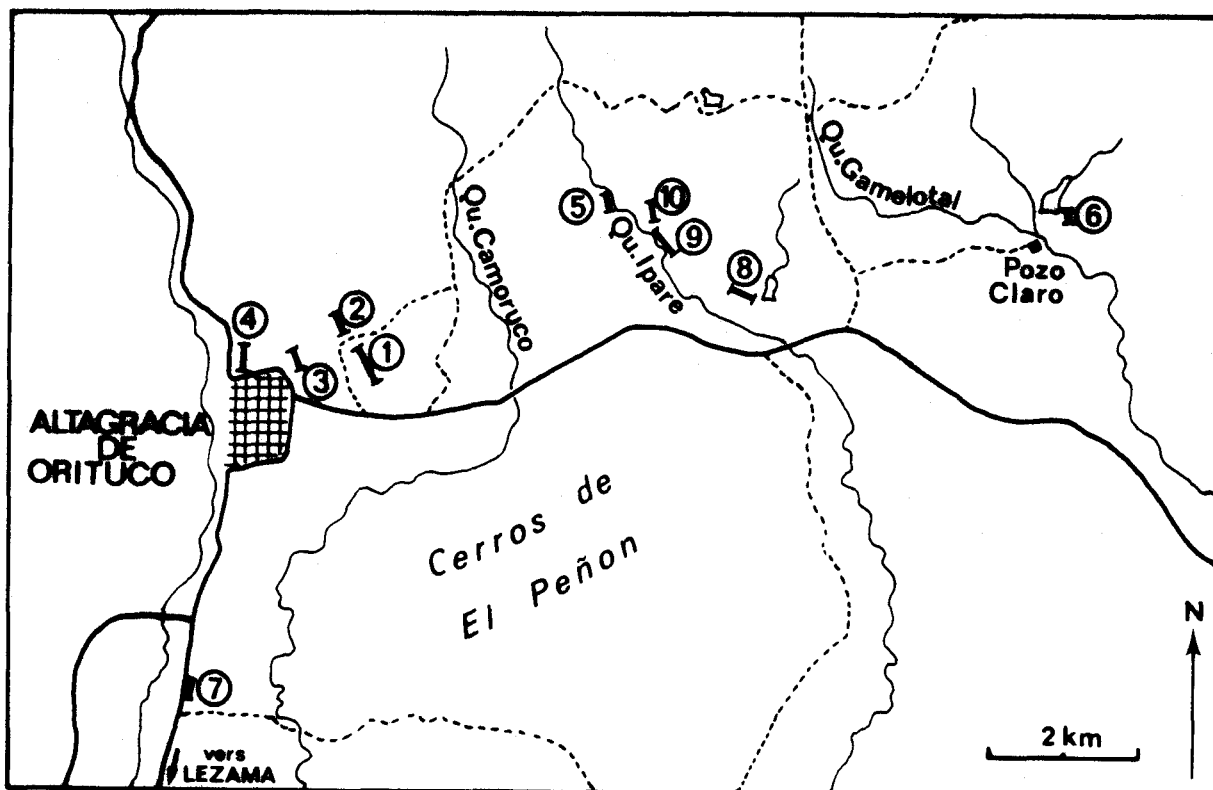 Qu. Camoruco
Qu. Ipare
Qu. Gamelotal
5
10
9
8
6
Pozo
Claro
4
2
1
3
ALTAGRACIA
DE
ORITUCO
Cerros de
El Peñon
7
vers
LEZAMA
N
2 km